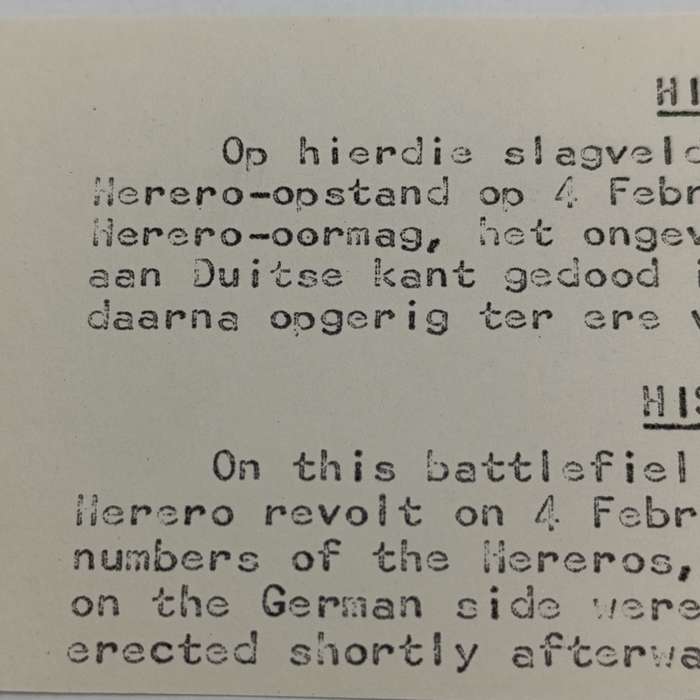 HI
Op hierdie slagveld
Herero-opstand op 4 Febr
Herero-oormag, het ongev
aan Duitse kant gedood i
daarna opgerig ter ere v
HIS
On this battlefiel
Herero revolt on 4 Febr
numbers of the Hereros,
on the German side were
erected shortly afterwa